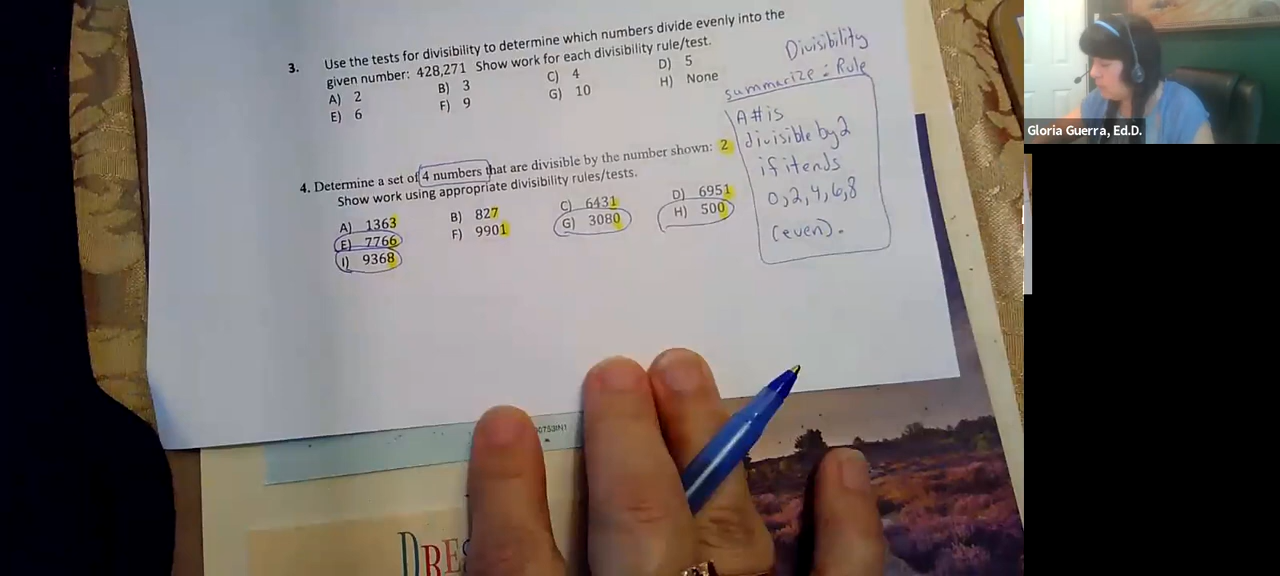 3. Use the tests for divisibility to determine which numbers divide evenly into the
given number: 428,271 Show work for each divisibility rule/test.
A) 2 B) 3 C) 4 D) 5
E) 6 F) 9 G) 10 H) None
Divisibility
summarize: Rule
A # is
divisible by 2
if it ends
0,2,4,6,8
(even).
4. Determine a set of 4 numbers that are divisible by the number shown: 2
Show work using appropriate divisibility rules/tests.
A) 1363 B) 827 C) 6431 D) 6951
E) 7766 F) 9901 G) 3080 H) 500
I) 9368
Gloria Guerra, Ed.D.